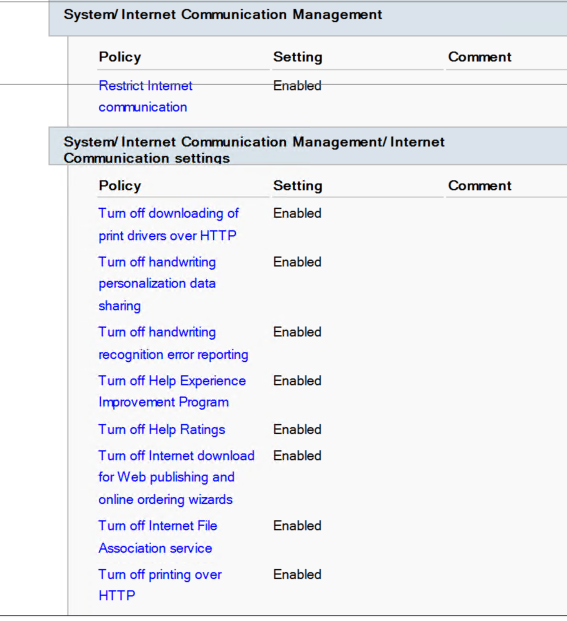 System/ Internet Communication Management
Policy Setting Comment
Restrict Internet Enabled
communication
System/ Internet Communication Management/ Internet
Communication settings
Policy Setting Comment
Turn off downloading of Enabled
print drivers over HTTP
Turn off handwriting Enabled
personalization data
sharing
Turn off handwriting Enabled
recognition error reporting
Turn off Help Experience Enabled
Improvement Program
Turn off Help Ratings Enabled
Turn off Internet download Enabled
for Web publishing and
online ordering wizards
Turn off Internet File Enabled
Association service
Turn off printing over Enabled
HTTP